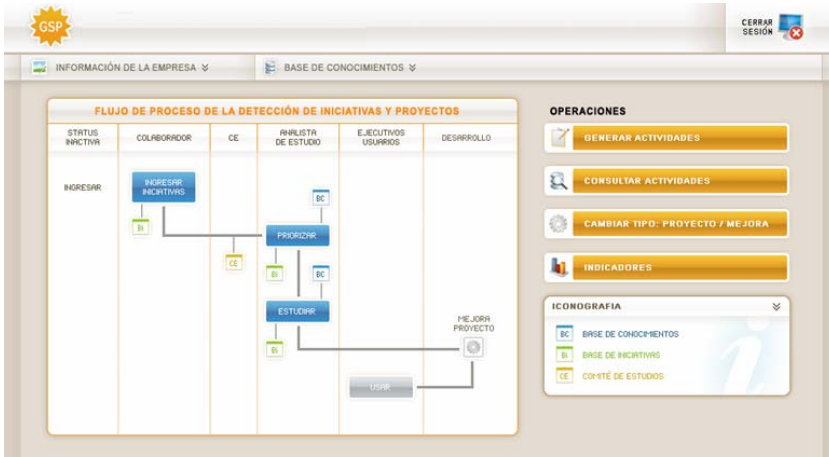 GSP
CERRAR
SESIÓN
INFORMACIÓN DE LA EMPRESA
BASE DE CONOCIMIENTOS
FLUJO DE PROCESO DE LA DETECCIÓN DE INICIATIVAS Y PROYECTOS
STATUS
INACTIVA
COLABORADOR
CE
ANALISTA
DE ESTUDIO
EJECUTIVOS
USUARIOS
DESARROLLO
INGRESAR
INGRESAR
INICIATIVAS
BI
BC
PRIORIZAR
CE
BI
BC
ESTUDIAR
BI
MEJORA
PROYECTO
USAR
OPERACIONES
GENERAR ACTIVIDADES
CONSULTAR ACTIVIDADES
CAMBIAR TIPO: PROYECTO / MEJORA
INDICADORES
ICONOGRAFIA
BC BASE DE CONOCIMIENTOS
BI BASE DE INICIATIVAS
CE COMITÉ DE ESTUDIOS